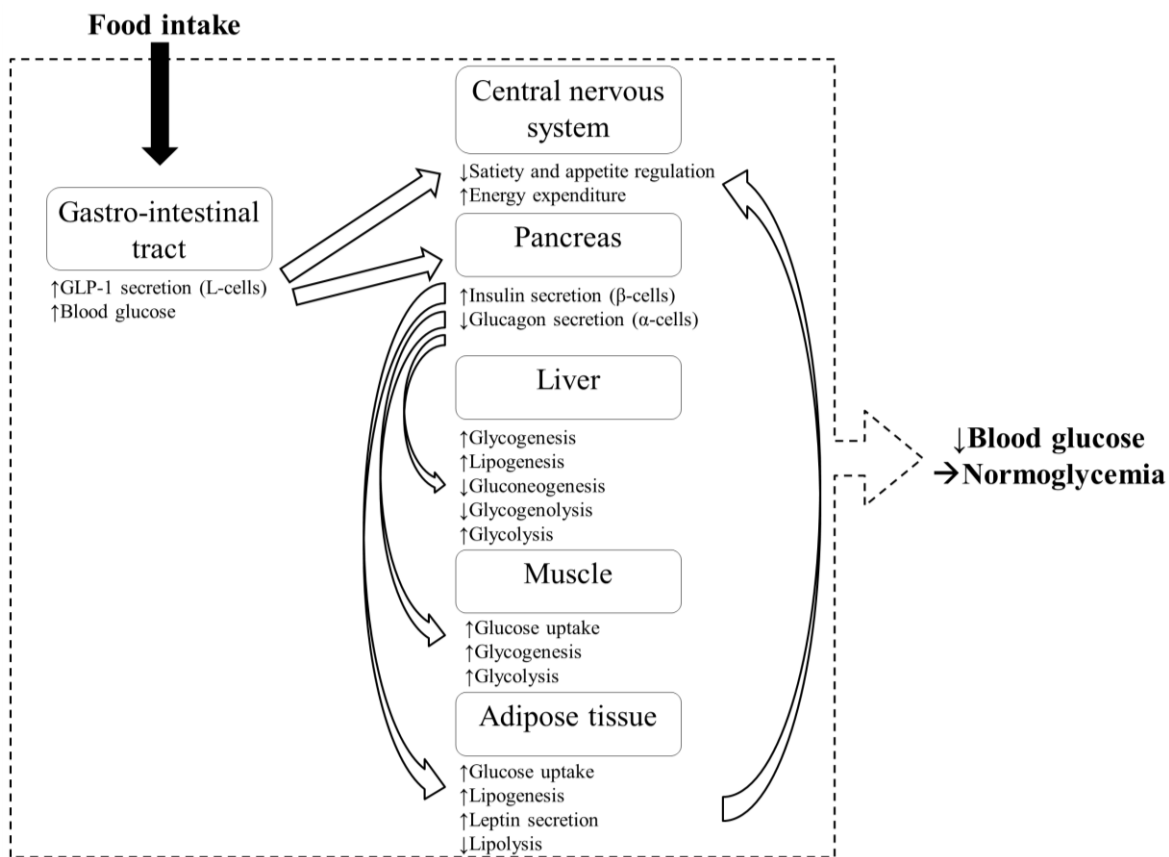 Food intake
Central nervous
system
↓Satiety and appetite regulation
↑Energy expenditure
Gastro-intestinal
tract
↑GLP-1 secretion (L-cells)
↑Blood glucose
Pancreas
↑Insulin secretion (β-cells)
↓Glucagon secretion (α-cells)
Liver
↑Glycogenesis
↑Lipogenesis
↓Gluconeogenesis
↓Glycogenolysis
↑Glycolysis
Muscle
↑Glucose uptake
↑Glycogenesis
↑Glycolysis
Adipose tissue
↑Glucose uptake
↑Lipogenesis
↑Leptin secretion
↓Lipolysis
↓Blood glucose
→Normoglycemia